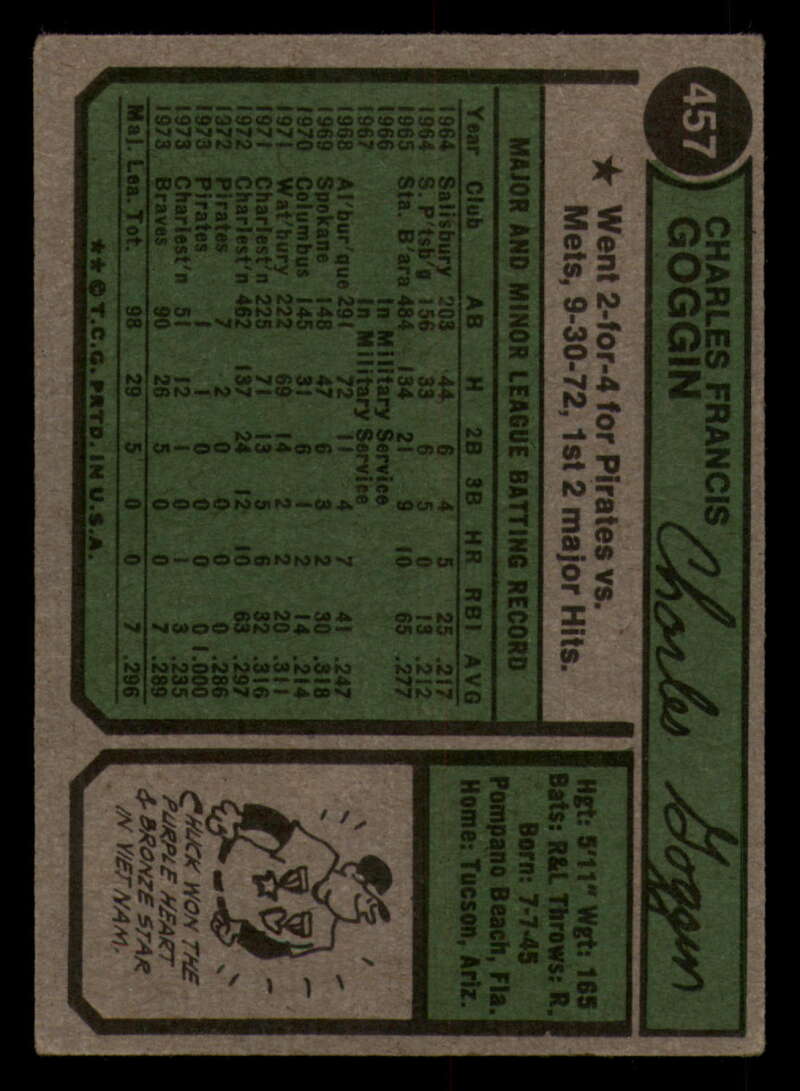 457
CHARLES FRANCIS
GOGGIN
Charles Goggin
★ Went 2-for-4 for Pirates vs.
Mets, 9-30-72, 1st 2 major Hits.
MAJOR AND MINOR LEAGUE BATTING RECORD
Year Club AB H 2B 3B HR RBI AVG
1964 Salisbury 203 44 6 4 5 25 .217
1964 S. P'tsb'g 156 33 6 5 0 13 .212
1965 Sta. B'ara 484 134 21 9 10 65 .277
1966 In Military Service
1967 In Military Service
1968 Al'bur'que 291 72 11 4 7 41 .247
1969 Spokane 148 47 6 3 2 30 .318
1970 Columbus 145 31 6 1 2 14 .214
1971 Wat'bury 222 69 14 2 2 20 .311
1971 Charlest'n 225 71 13 5 6 32 .316
1972 Charlest'n 462 137 24 12 10 63 .297
1972 Pirates 7 2 0 0 0 0 .286
1973 Pirates 1 1 0 0 0 0 1.000
1973 Charlest'n 51 12 1 0 1 3 .235
1973 Braves 90 26 5 0 0 7 .289
Maj. Lea. Tot. 98 29 5 0 0 7 .296
★★ © T.C.G. PRTD. IN U.S.A.
Hgt: 5'11" Wgt: 165
Bats: R&L Throws: R.
Born: 7-7-45
Pompano Beach, Fla.
Home: Tucson, Ariz.
CHUCK WON THE
PURPLE HEART
& BRONZE STAR
IN VIET NAM.